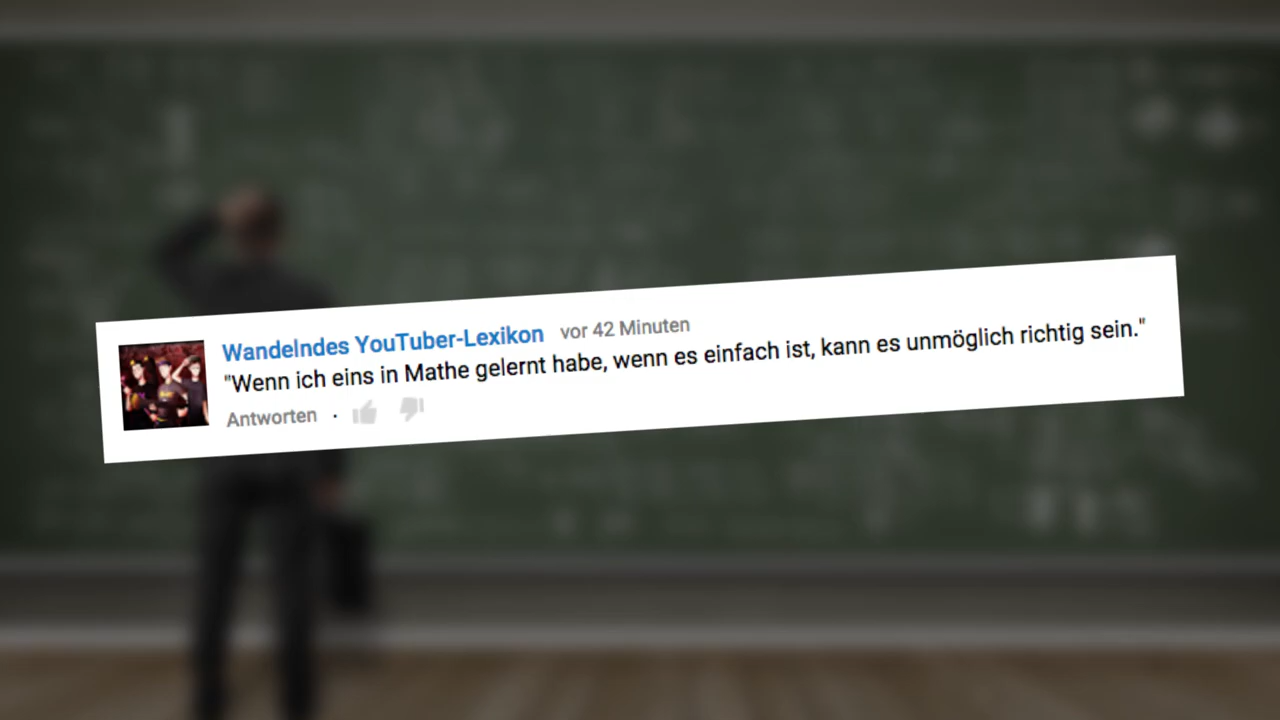 Wandelndes YouTuber-Lexikon vor 42 Minuten
"Wenn ich eins in Mathe gelernt habe, wenn es einfach ist, kann es unmöglich richtig sein."
Antworten ·